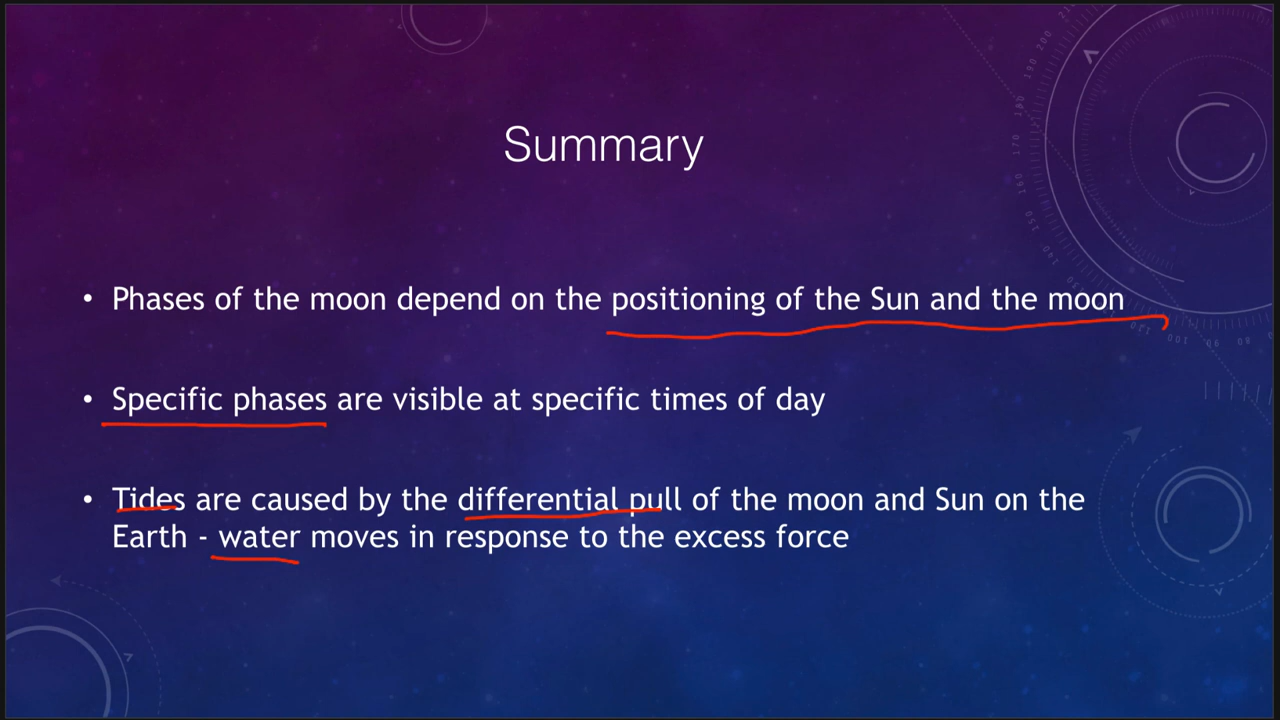 Summary
• Phases of the moon depend on the positioning of the Sun and the moon
• Specific phases are visible at specific times of day
• Tides are caused by the differential pull of the moon and Sun on the
Earth - water moves in response to the excess force